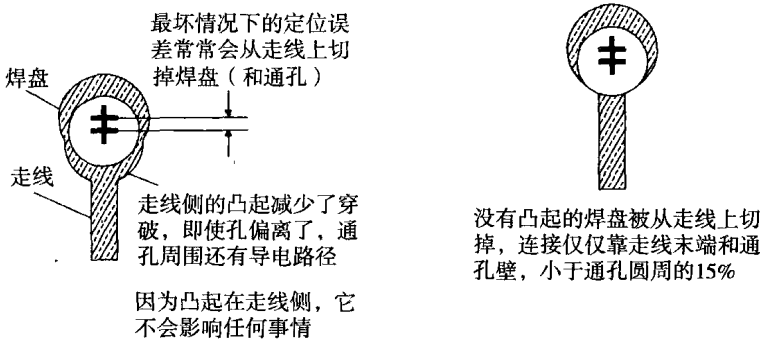 最坏情况下的定位误
差常常会从走线上切
掉焊盘（和通孔）
焊盘
走线
走线侧的凸起减少了穿
破，即使孔偏离了，通
孔周围还有导电路径
因为凸起在走线侧，它
不会影响任何事情
没有凸起的焊盘被从走线上切
掉，连接仅仅靠走线末端和通
孔壁，小于通孔圆周的15%